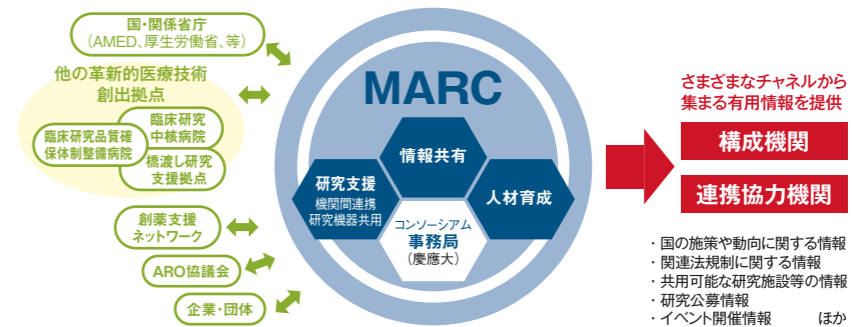 国・関係省庁
（AMED、厚生労働省、等）
他の革新的医療技術
創出拠点
臨床研究
中核病院
臨床研究品質確
保体制整備病院
橋渡し研究
支援拠点
創薬支援
ネットワーク
ARO協議会
企業・団体
MARC
情報共有
研究支援
機関間連携
研究機器共用
人材育成
コンソーシアム
事務局
（慶應大）
さまざまなチャネルから
集まる有用情報を提供
構成機関
連携協力機関
・国の施策や動向に関する情報
・関連法規制に関する情報
・共用可能な研究施設等の情報
・研究公募情報
・イベント開催情報　　ほか